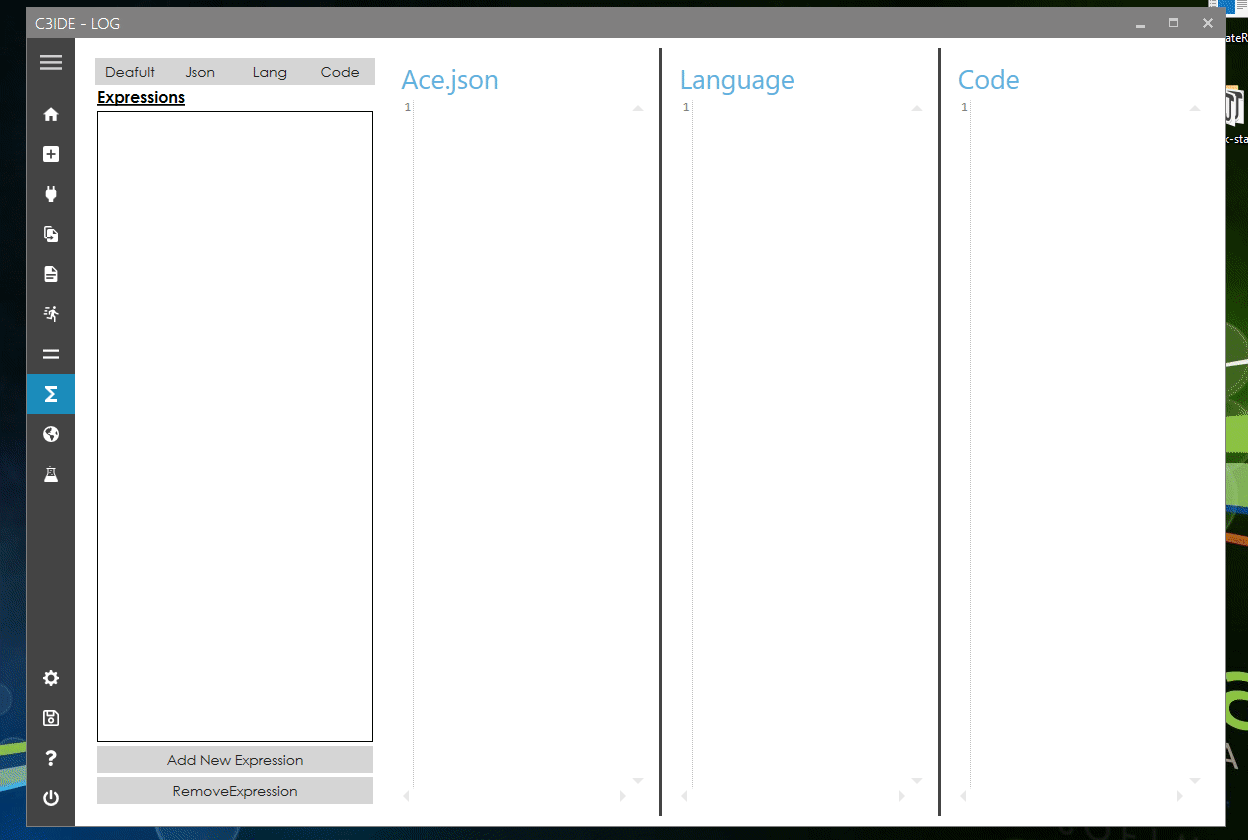 C3IDE - LOG
Deafult Json Lang Code
Expressions
Ace.json
1
Language
1
Code
1
Add New Expression
RemoveExpression
ateR
k-sta